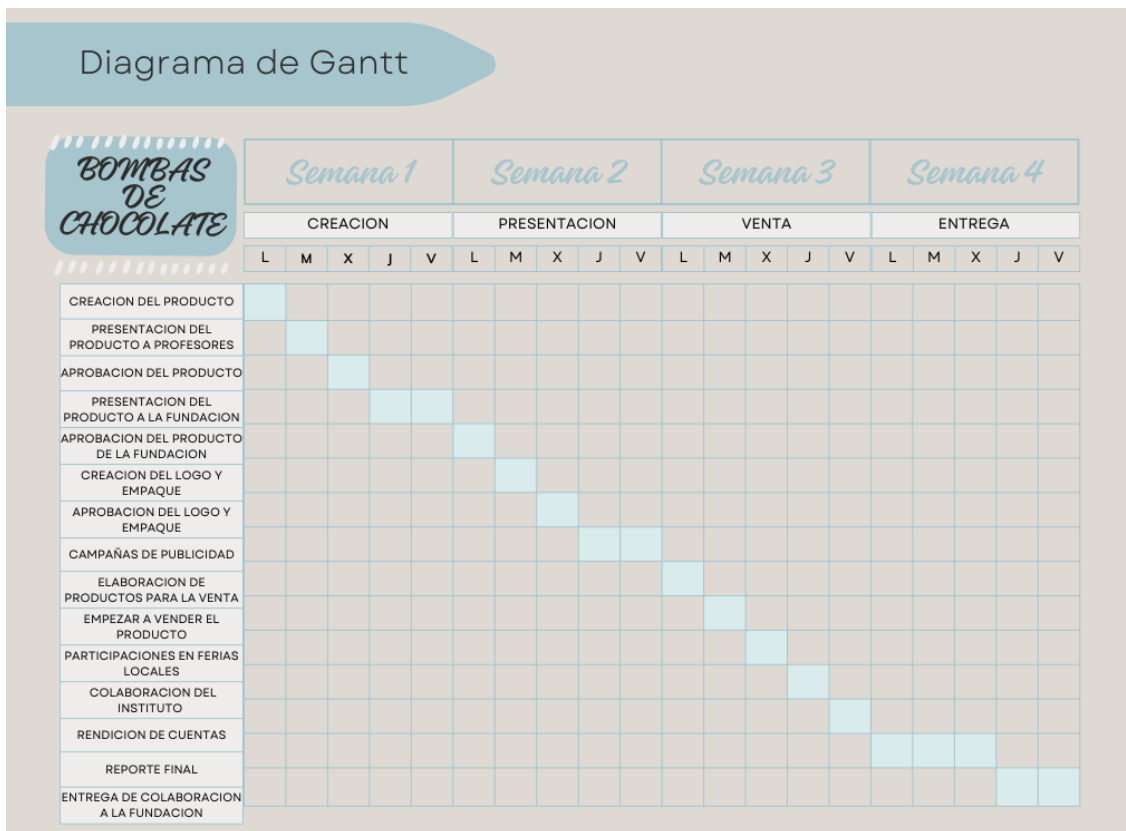 Diagrama de Gantt
BOMBAS
DE
CHOCOLATE
Semana 1 Semana 2 Semana 3 Semana 4
CREACION PRESENTACION VENTA ENTREGA
L M X J V L M X J V L M X J V L M X J V
CREACION DEL PRODUCTO
PRESENTACION DEL
PRODUCTO A PROFESORES
APROBACION DEL PRODUCTO
PRESENTACION DEL
PRODUCTO A LA FUNDACION
APROBACION DEL PRODUCTO
DE LA FUNDACION
CREACION DEL LOGO Y
EMPAQUE
APROBACION DEL LOGO Y
EMPAQUE
CAMPAÑAS DE PUBLICIDAD
ELABORACION DE
PRODUCTOS PARA LA VENTA
EMPEZAR A VENDER EL
PRODUCTO
PARTICIPACIONES EN FERIAS
LOCALES
COLABORACION DEL
INSTITUTO
RENDICION DE CUENTAS
REPORTE FINAL
ENTREGA DE COLABORACION
A LA FUNDACION